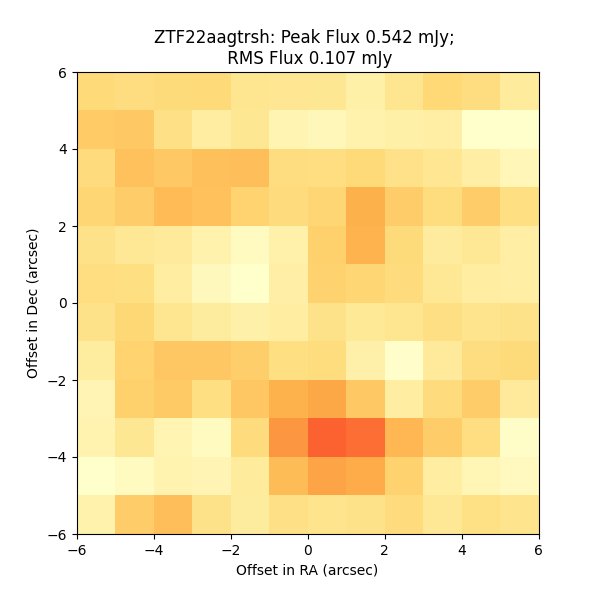 ZTF22aagtrsh: Peak Flux 0.542 mJy;
RMS Flux 0.107 mJy
6
4
2
0
−2
−4
−6
Offset in Dec (arcsec)
−6 −4 −2 0 2 4 6
Offset in RA (arcsec)